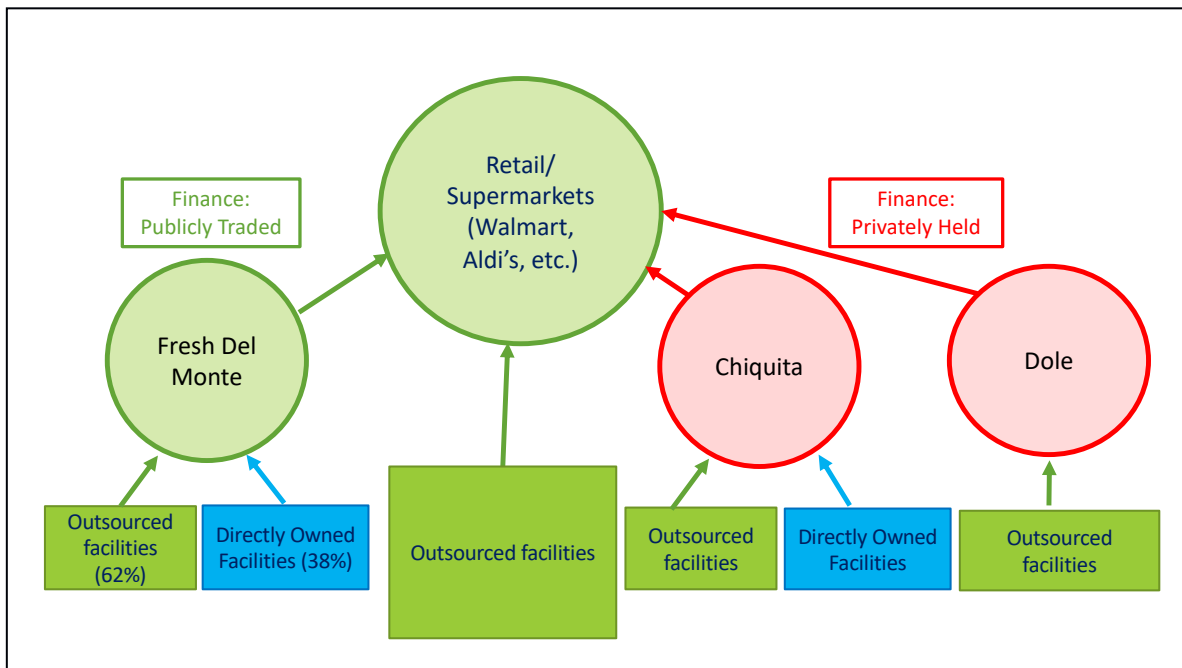 Retail/
Supermarkets
(Walmart,
Aldi's, etc.)
Finance:
Publicly Traded
Finance:
Privately Held
Fresh Del
Monte
Chiquita
Dole
Outsourced
facilities
(62%)
Directly Owned
Facilities (38%)
Outsourced facilities
Outsourced
facilities
Directly Owned
Facilities
Outsourced
facilities